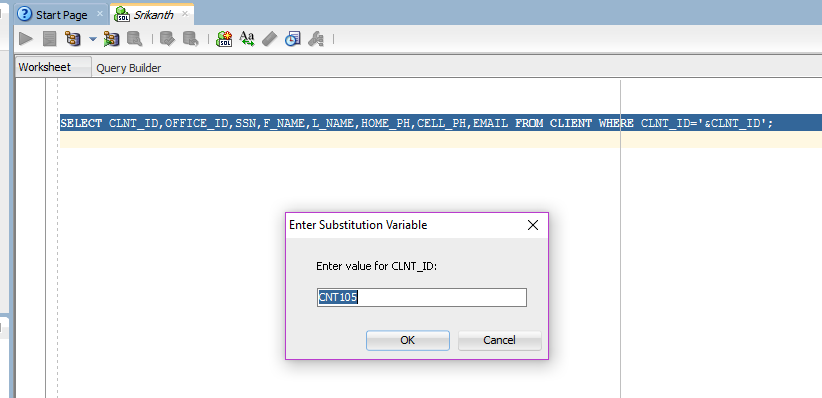 Start Page
Srikanth
Worksheet
Query Builder
SELECT CLNT_ID,OFFICE_ID,SSN,F_NAME,L_NAME,HOME_PH,CELL_PH,EMAIL FROM CLIENT WHERE CLNT_ID='&CLNT_ID';
Enter Substitution Variable
Enter value for CLNT_ID:
CNT105
OK
Cancel